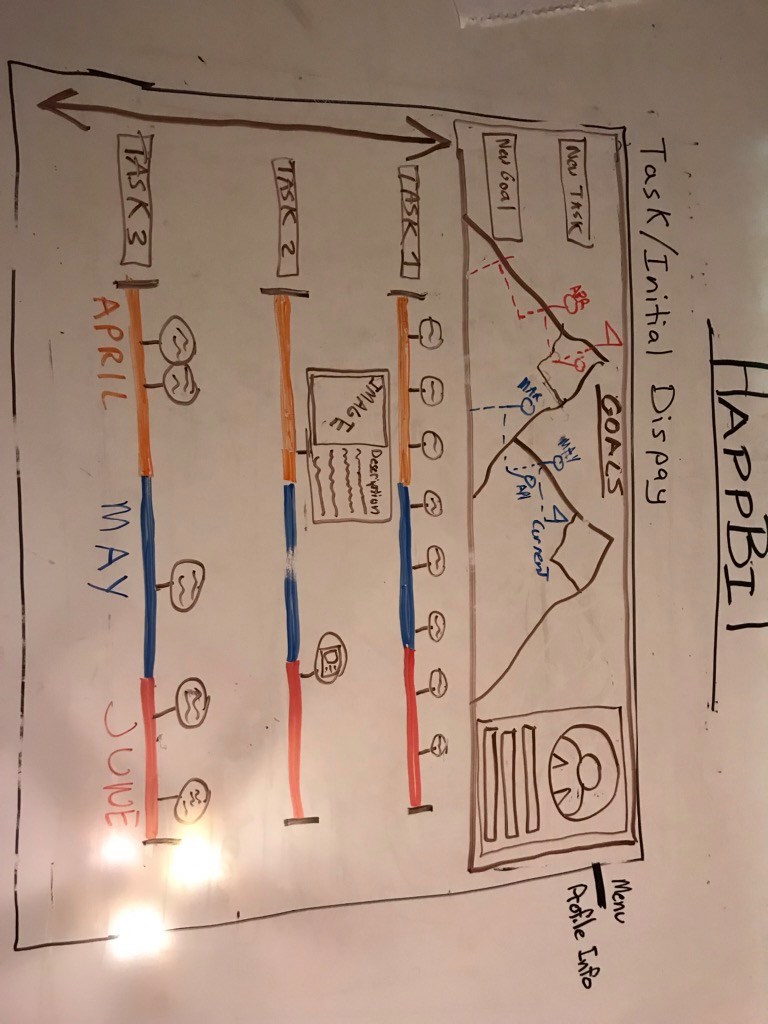 HAPPBIT
Task/Initial Dispay
GOALS
New TASK
New Goal
APR
MAY
MAR
API
Current
Menu
Profile Info
TASK 1
IMAGE
Description
TASK 2
TASK 3
APRIL
MAY
JUNE